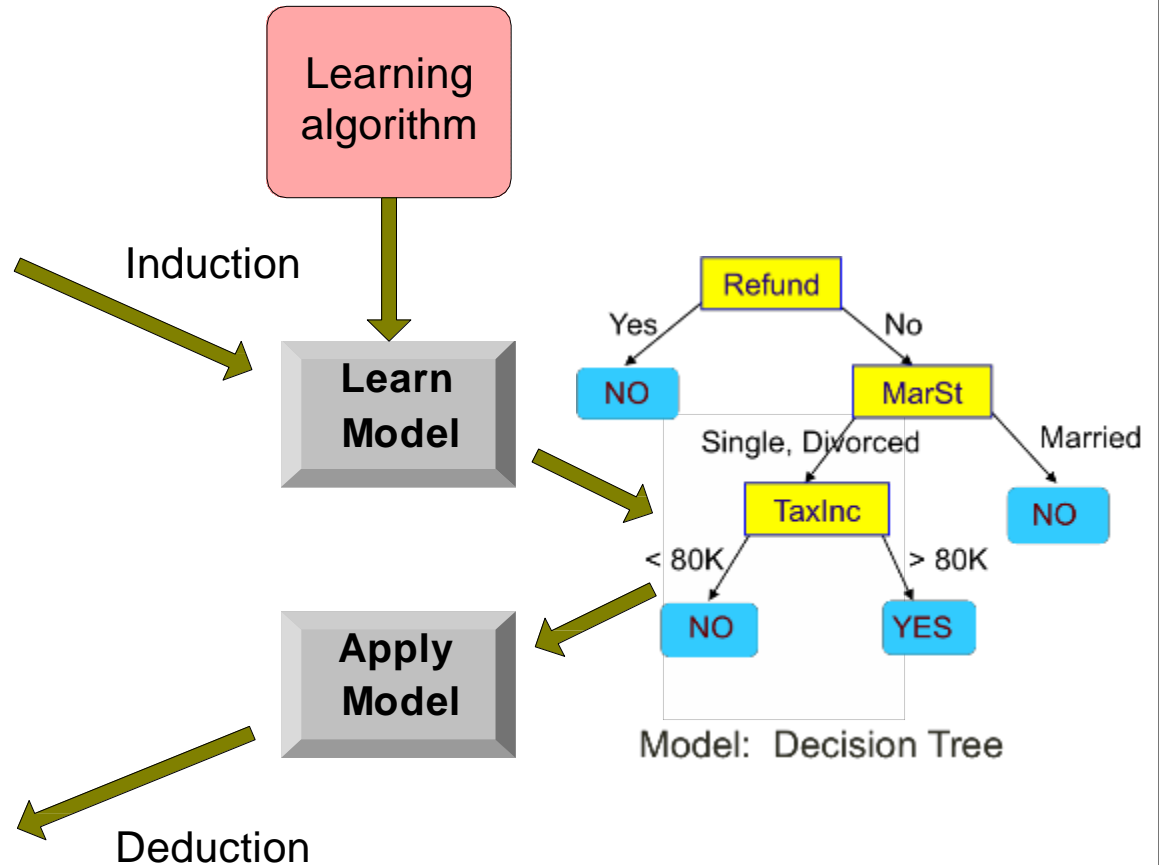 Learning
algorithm
Induction
Learn
Model
Refund
Yes
No
NO
MarSt
Single, Divorced
Married
TaxInc
NO
< 80K
> 80K
NO
YES
Apply
Model
Model: Decision Tree
Deduction